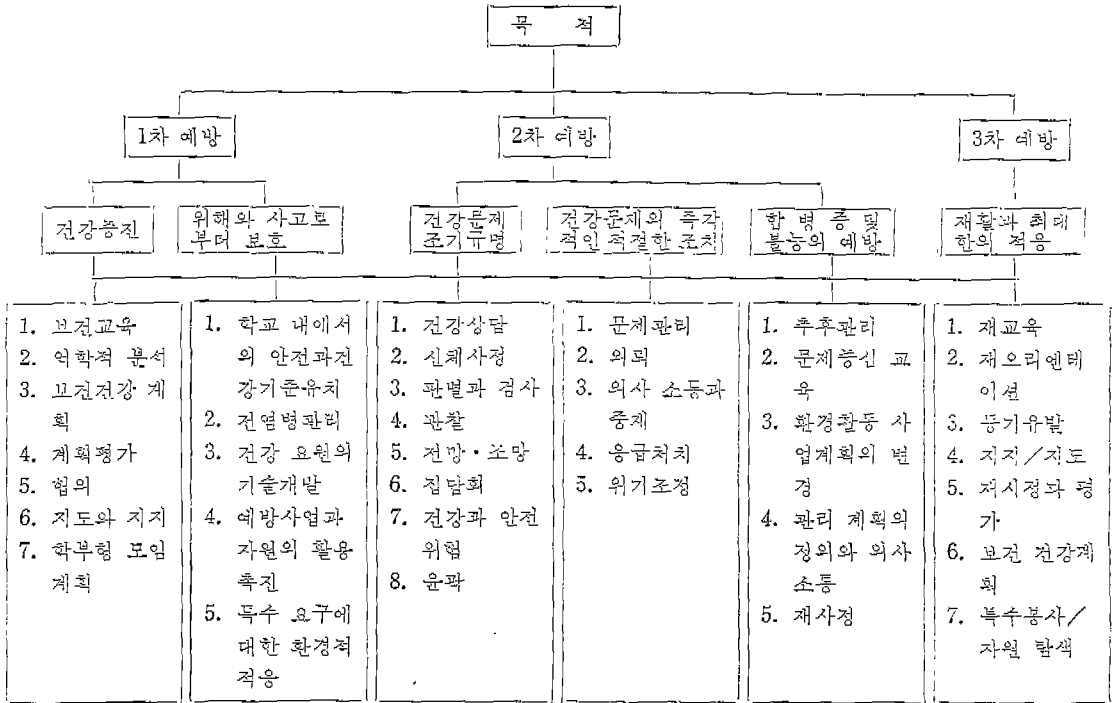 목 적
1차 예방
2차 예방
3차 예방
건강증진
위해와 사고로
부터 보호
건강문제
조기규명
건강문제의 즉각
적인 적절한 조치
합 병 증 및
불능의 예방
재활과 최대
한의 적응
1. 보건교육
2. 역학적 분석
3. 보건건강 계
획
4. 계획평가
5. 협의
6. 지도와 지지
7. 학부형 모임
계획
1. 학교 내에서
의 안전과건
강기준유지
2. 전염병관리
3. 건강 요원의
기술개발
4. 예방사업과
자원의 활용
촉진
5. 특수 요구에
대한 환경적
적응
1. 건강상담
2. 신체사정
3. 판별과 검사
4. 관찰
5. 전망·조망
6. 집담회
7. 건강과 안전
위험
8. 윤곽
1. 문제관리
2. 의뢰
3. 의사 소통과
중재
4. 응급처치
5. 위기조정
1. 추후관리
2. 문제중심 교
육
3. 환경활동 사
업계획의 변
경
4. 관리 계획의
정의와 의사
소통
5. 재사정
1. 재교육
2. 재오리엔테
이션
3. 동기유발
4. 지지/지도
5. 재사정과 평
가
6. 보건 건강계
획
7. 특수봉사/
자원 탐색